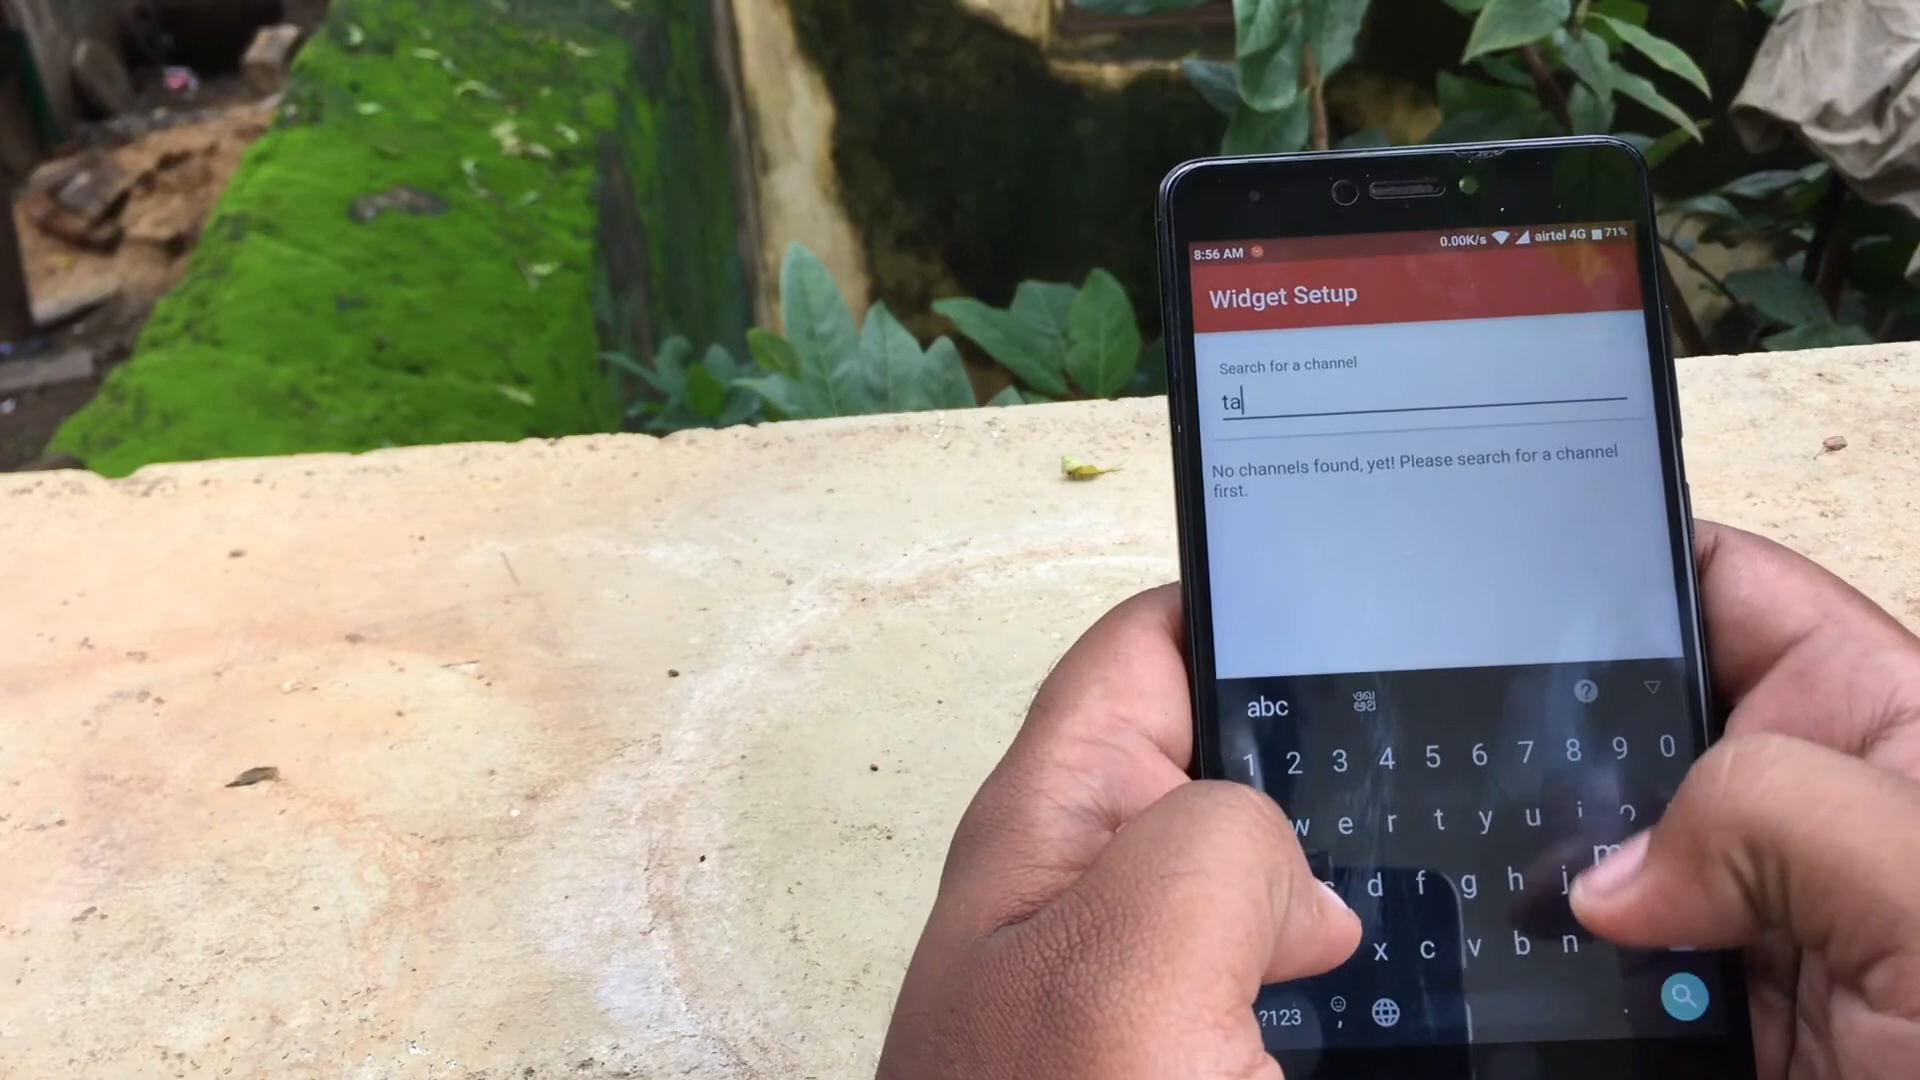 8:56 AM 0.00K/s airtel 4G 71%
Widget Setup
Search for a channel
ta
No channels found, yet! Please search for a channel
first.
abc
1 2 3 4 5 6 7 8 9 0
w e r t y u i o
d f g h j m
x c v b n
?123 , .